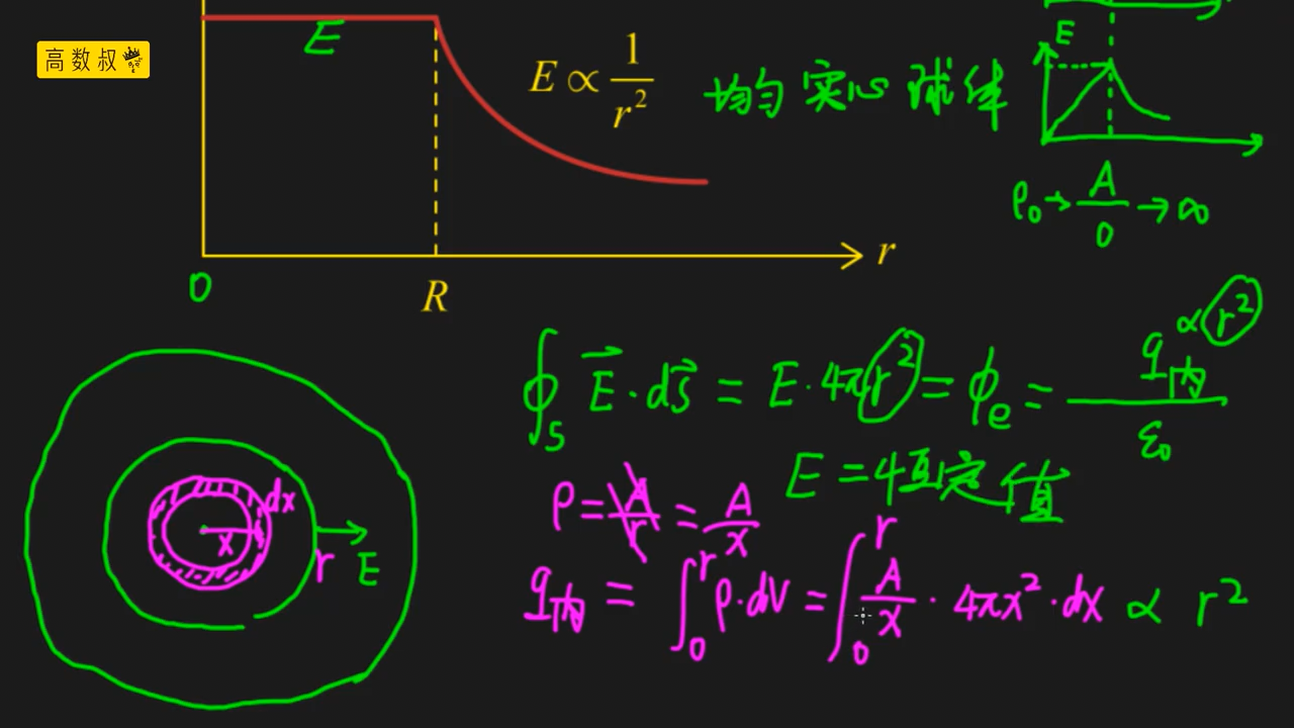 高数叔
E
E ∝ 1/r²
均匀实心球体
E
ρ₀ → A/0 → ∞
r
0
R
∮S E⃗·dS⃗ = E·4πr² = ϕe = q内/ε₀ ∝ r²
E = 恒定值
ρ = A/r = A/x
dx
x
r
E
q内 = ∫₀ʳ ρ·dV = ∫₀ʳ A/x · 4πx²·dx ∝ r²